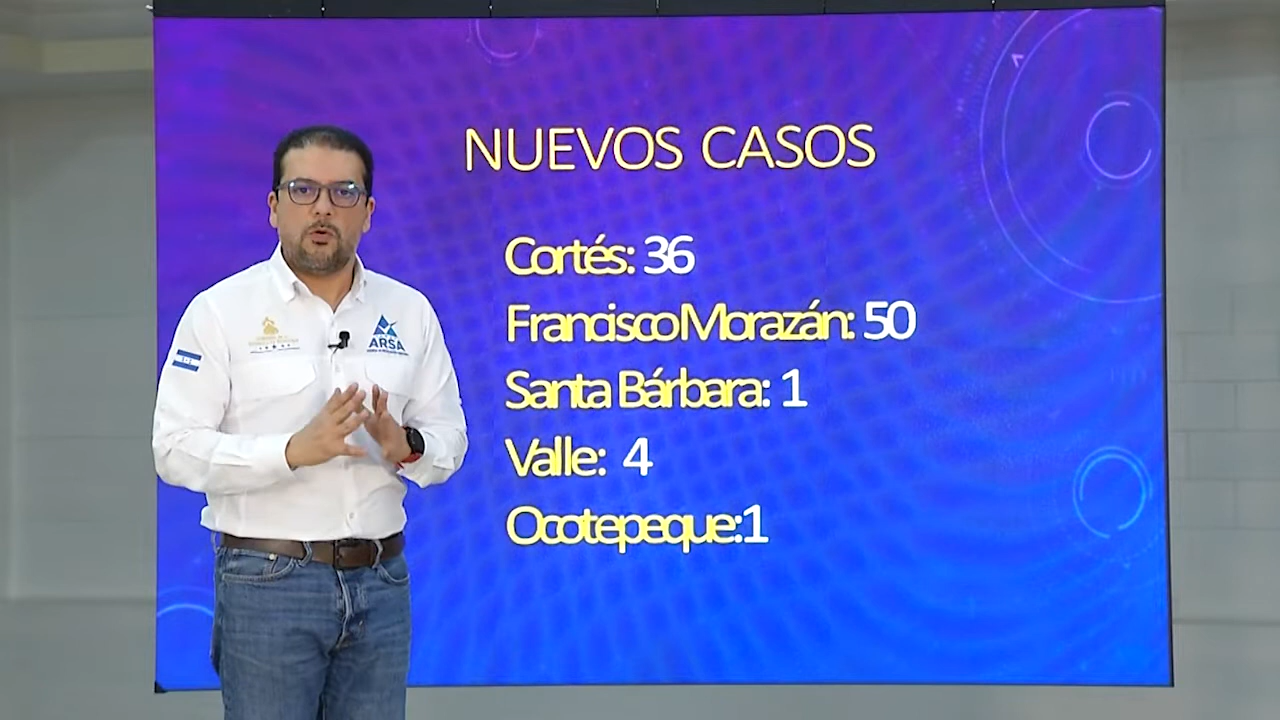 NUEVOS CASOS
Cortés: 36
Francisco Morazán: 50
Santa Bárbara: 1
Valle: 4
Ocotepeque:1
ARSA